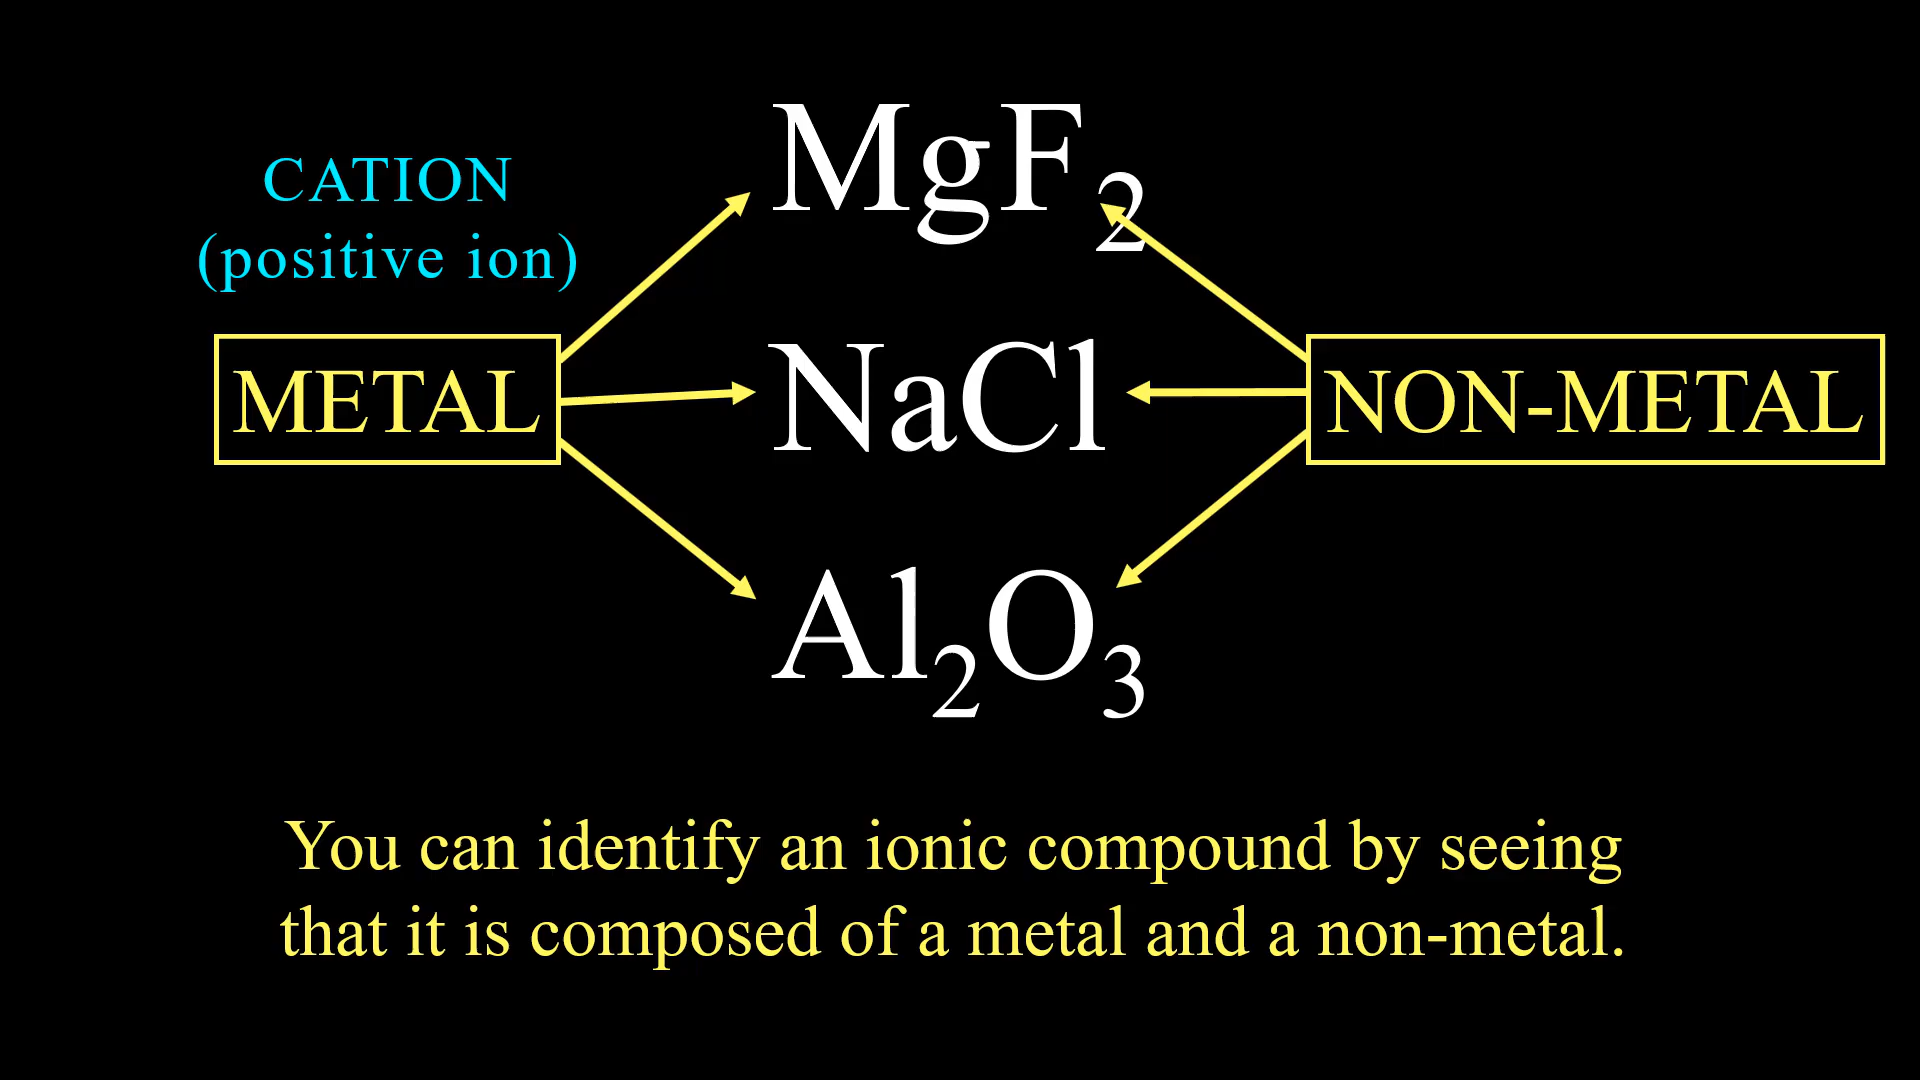 MgF₂
CATION
(positive ion)
METAL
NaCl
NON-METAL
Al₂O₃
You can identify an ionic compound by seeing
that it is composed of a metal and a non-metal.